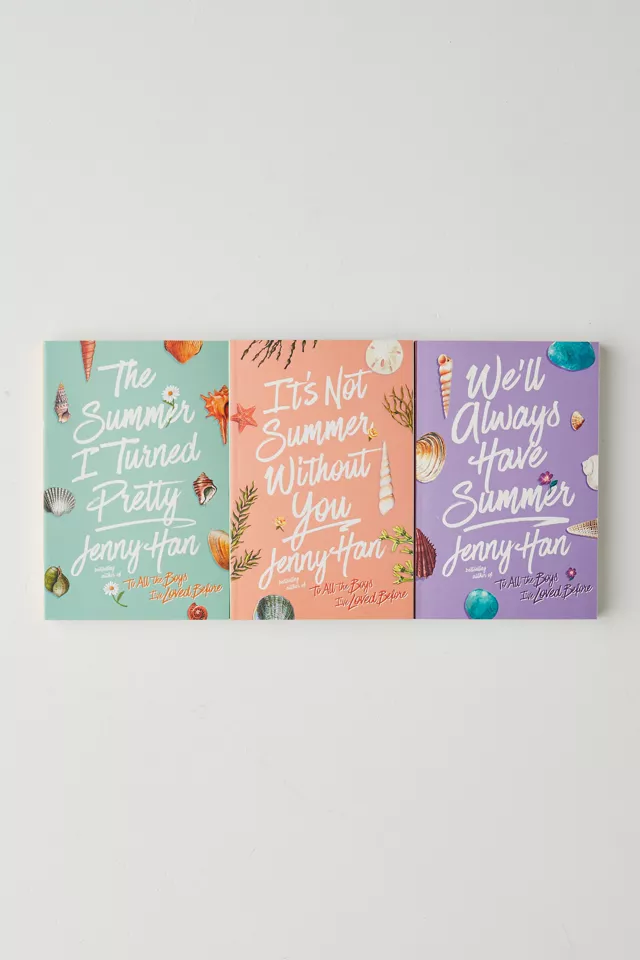 The
Summer
I Turned
Pretty
Jenny Han
bestselling
author of
To All the Boys
I've Loved Before
It's Not
Summer
Without
You
Jenny Han
bestselling
author of
To All the Boys
I've Loved Before
We'll
Always
Have
Summer
Jenny Han
bestselling
author of
To All the Boys
I've Loved Before